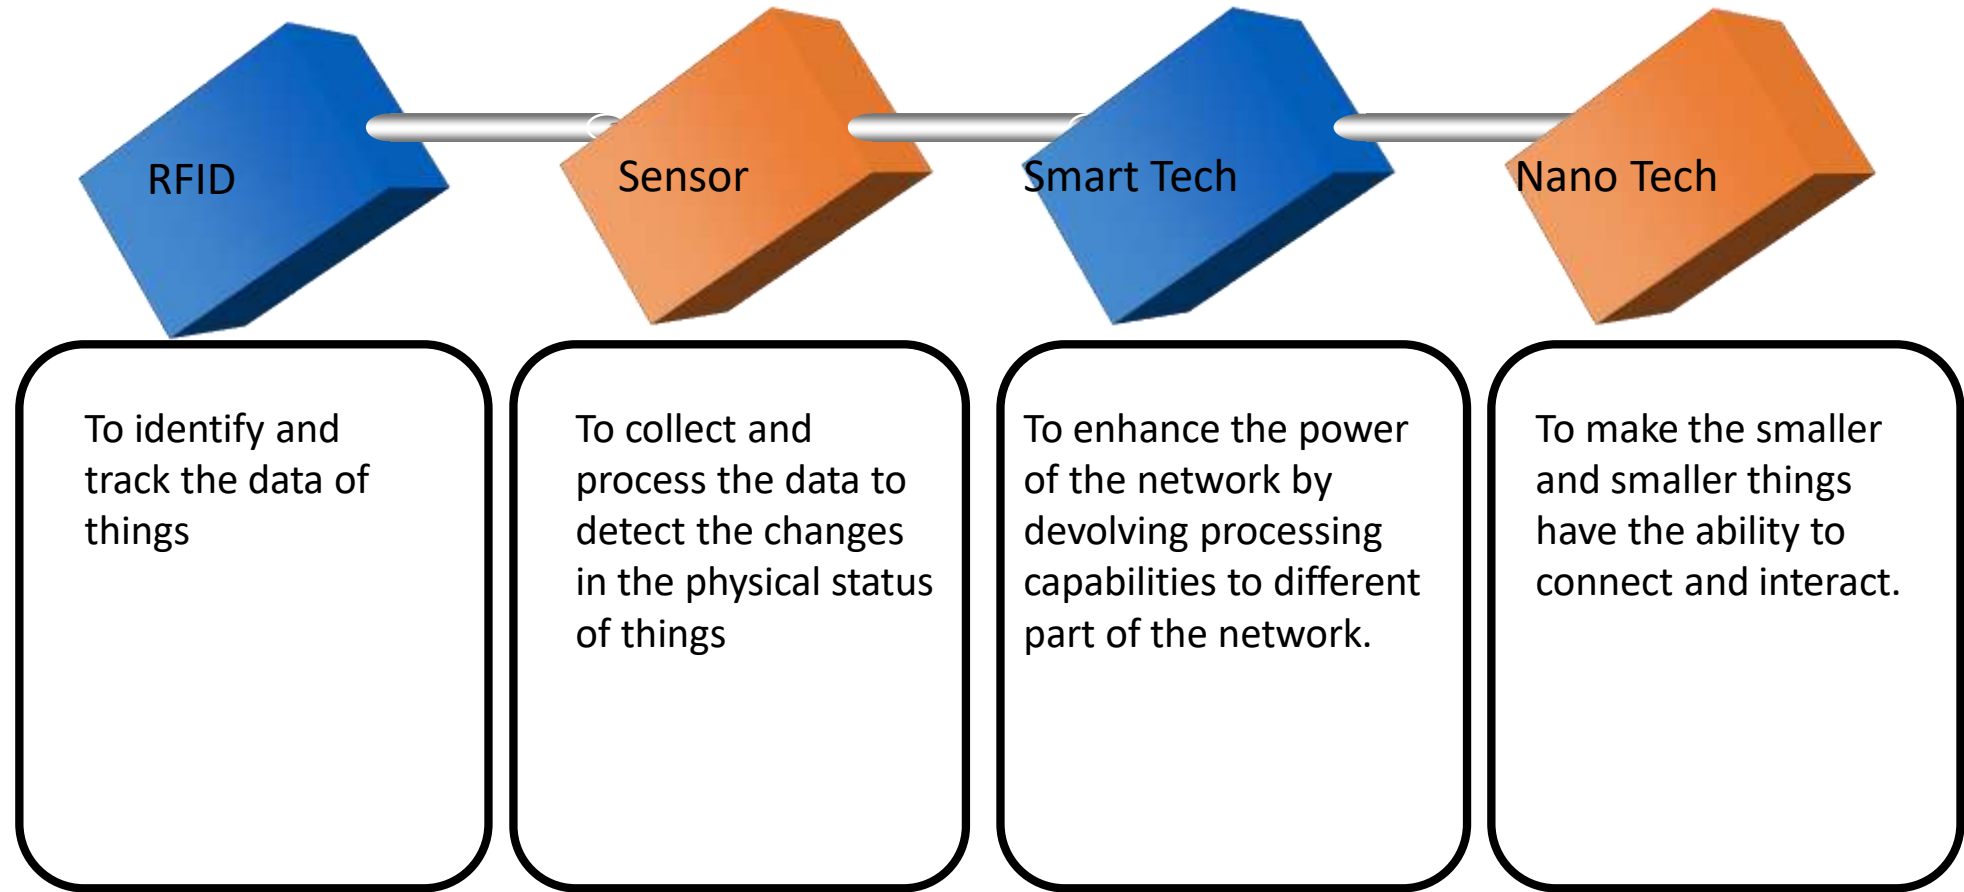 RFID
Sensor
Smart Tech
Nano Tech
To identify and
track the data of
things
To collect and
process the data to
detect the changes
in the physical status
of things
To enhance the power
of the network by
devolving processing
capabilities to different
part of the network.
To make the smaller
and smaller things
have the ability to
connect and interact.